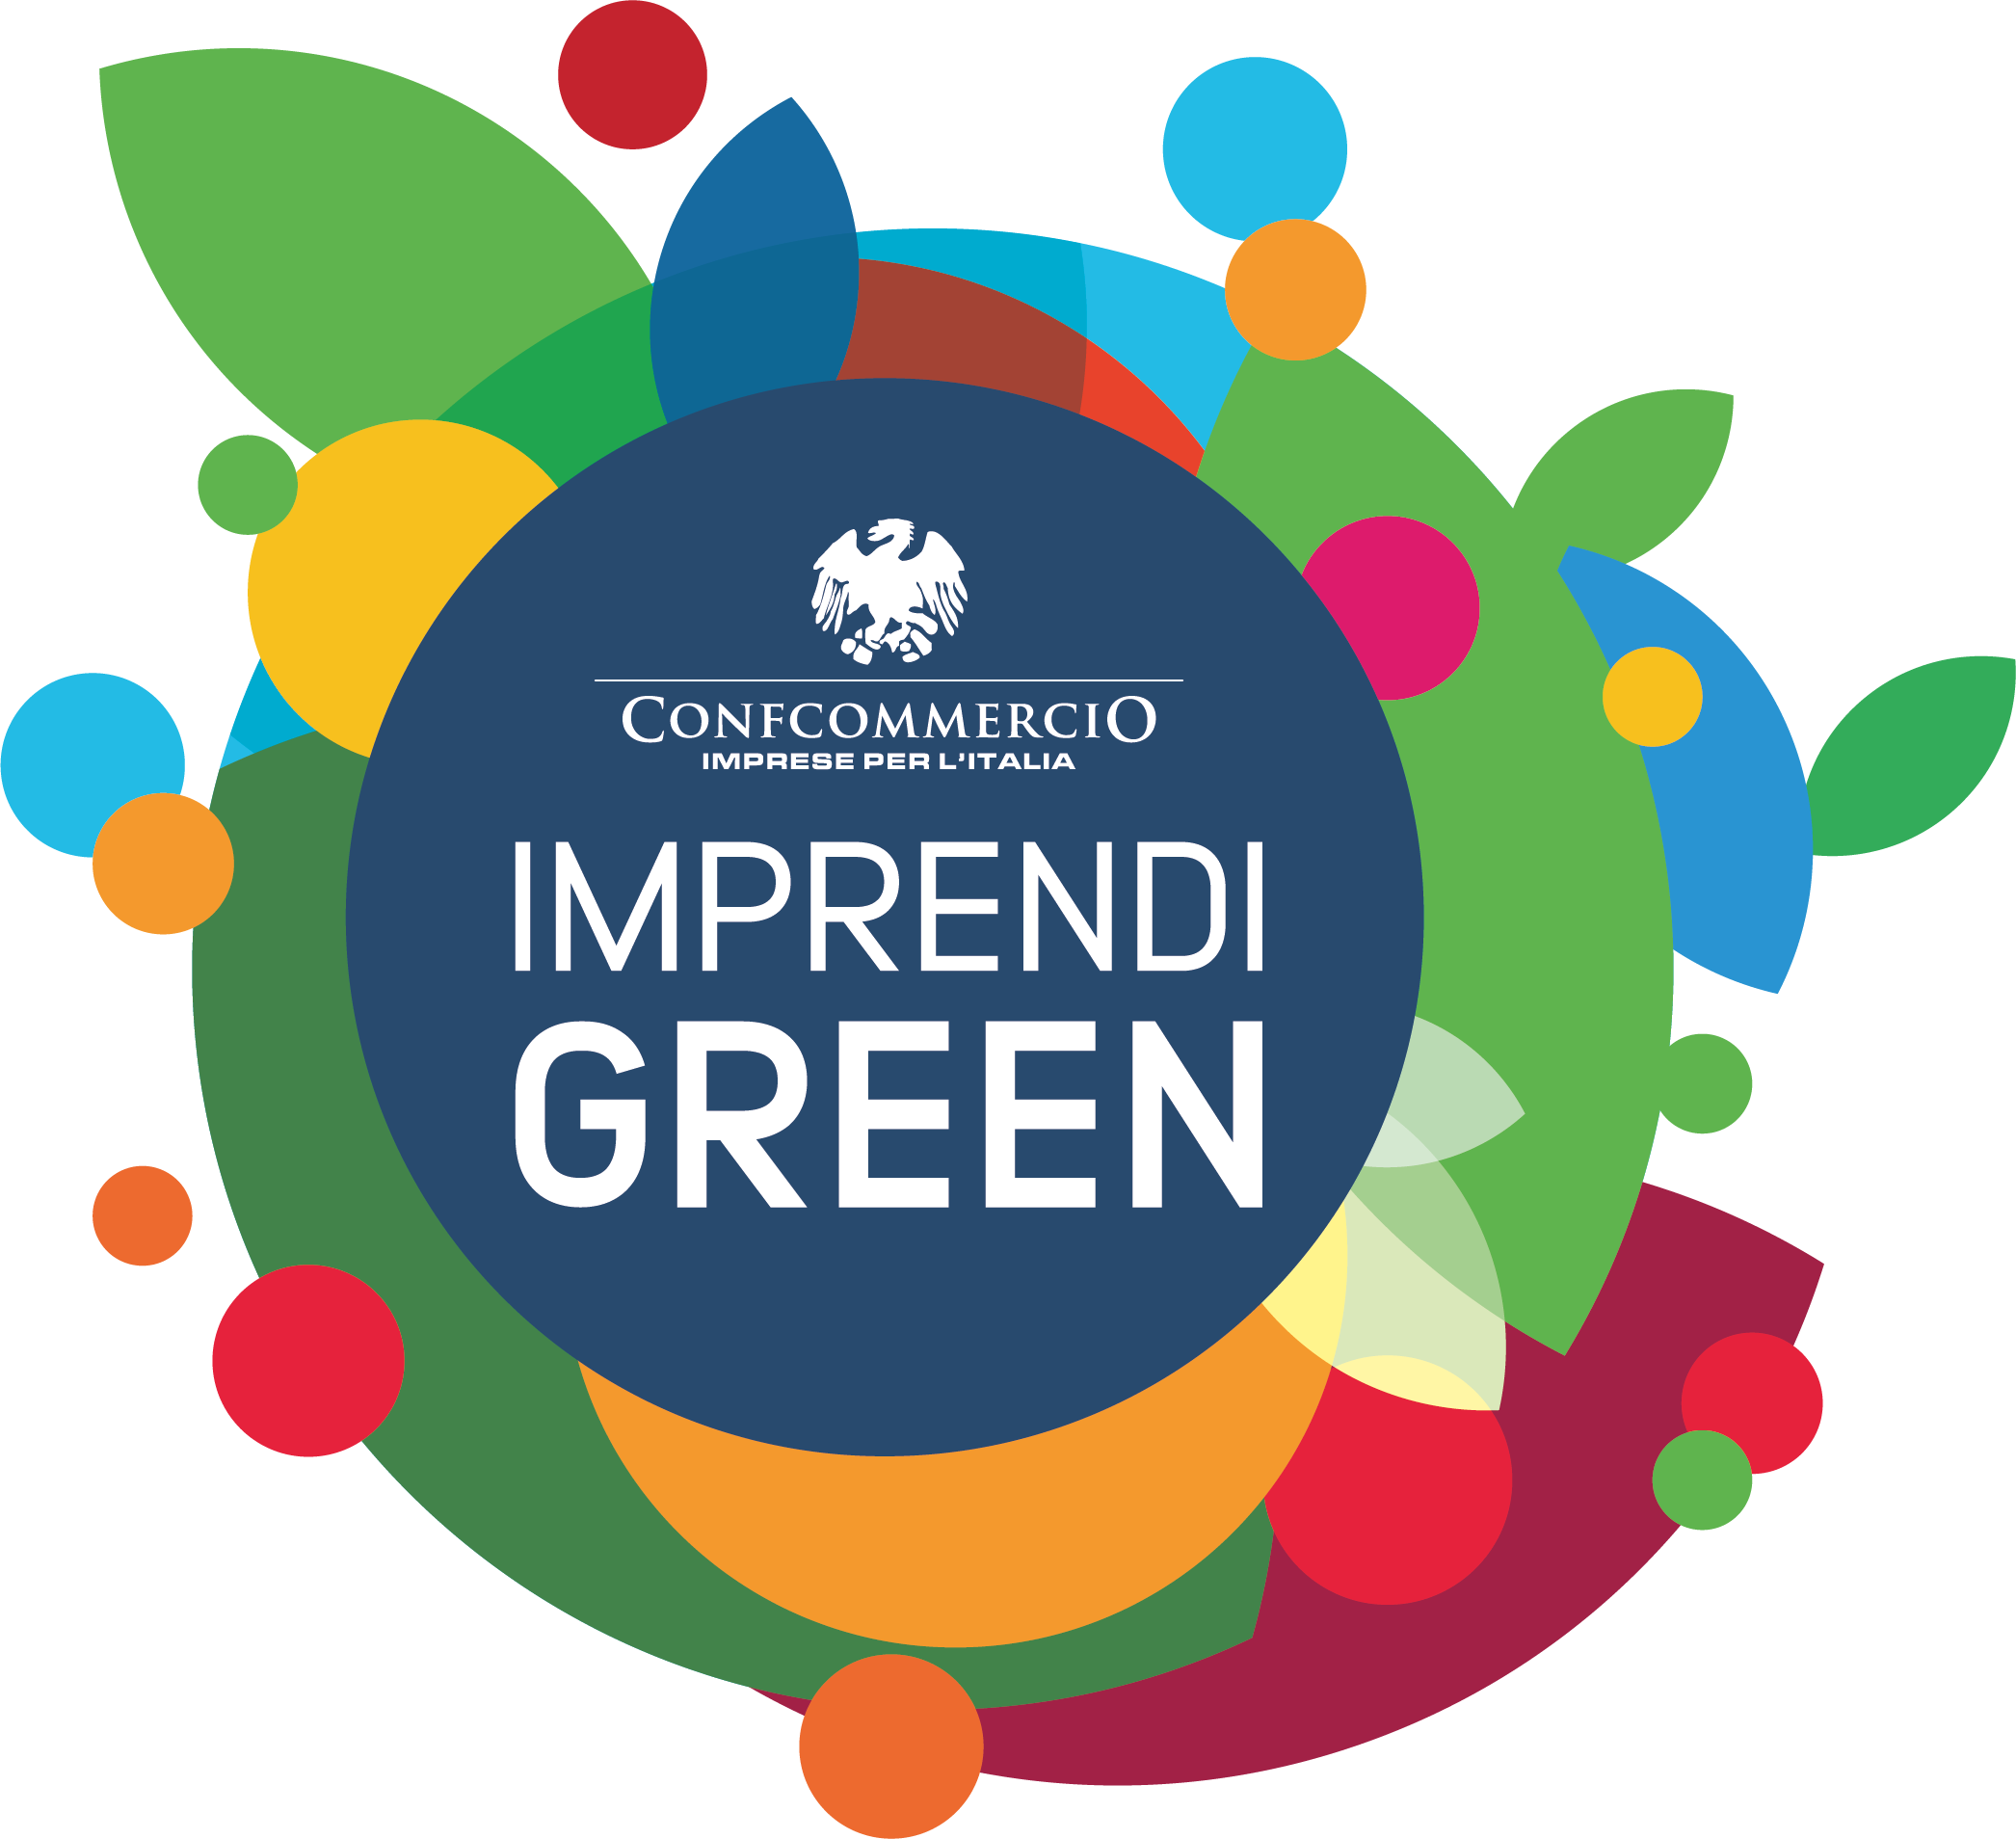 CONFCOMMERCIO
IMPRESE PER L'ITALIA
IMPRENDI
GREEN